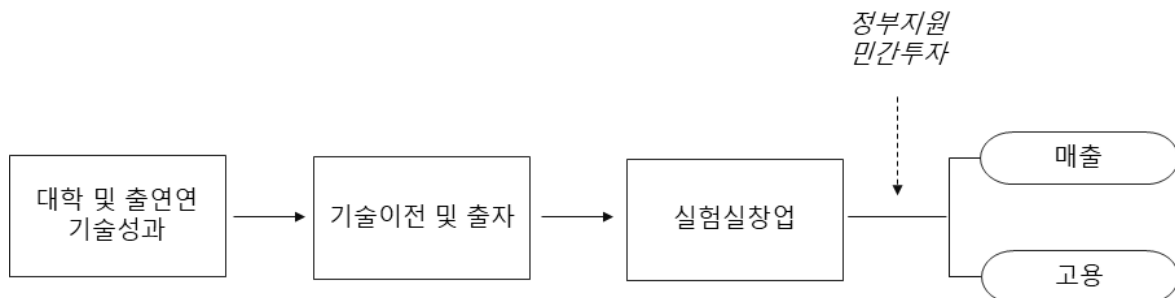 정부지원
민간투자
대학 및 출연연
기술성과
기술이전 및 출자
실험실창업
매출
고용